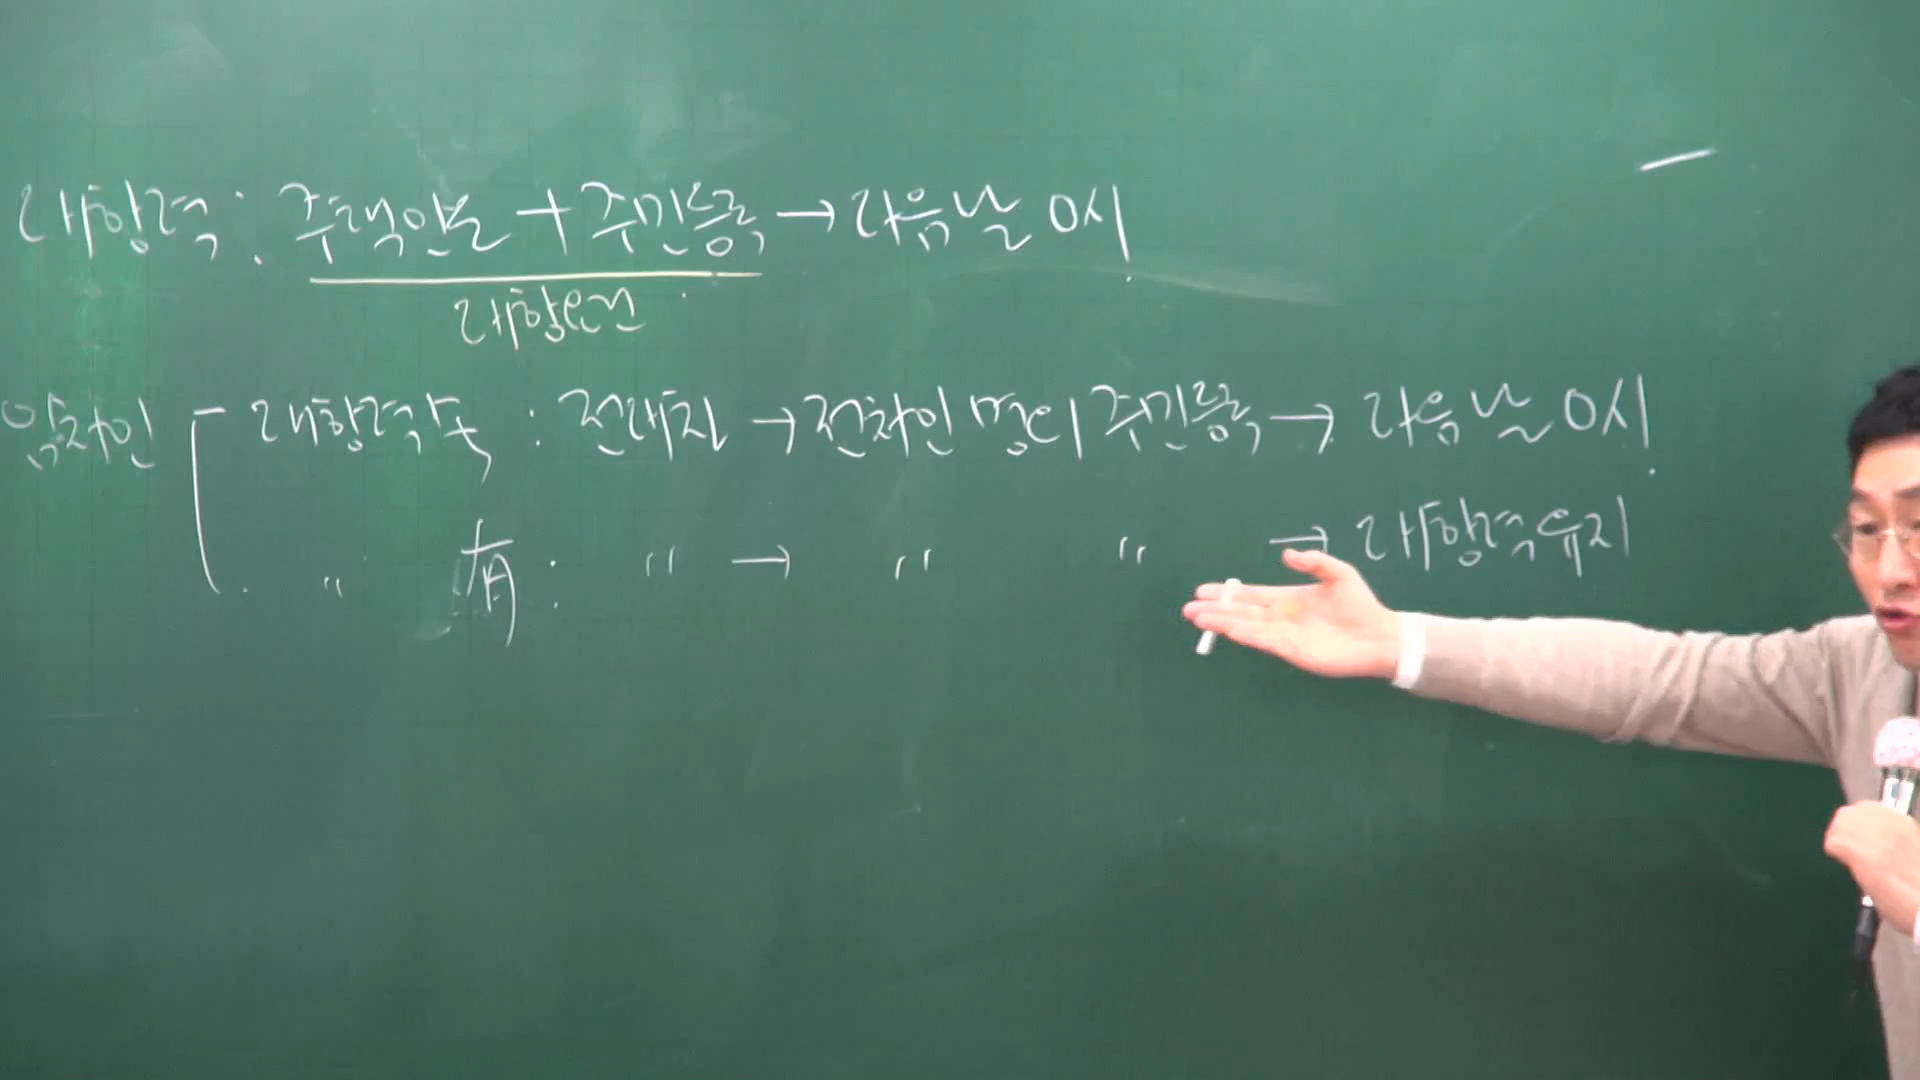 대항력 : 주택인도 + 주민등록 → 다음날 0시
대항요건
임차인 대항력 不 : 전대차 → 전차인 명의 주민등록 → 다음날 0시
〃 有 : 〃 → 〃 〃 → 대항력 유지